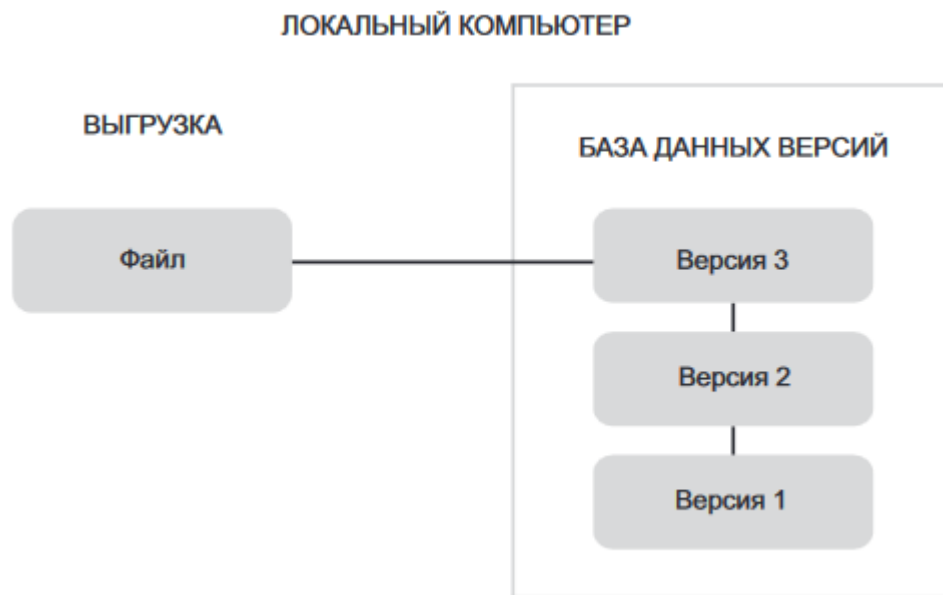 ЛОКАЛЬНЫЙ КОМПЬЮТЕР
ВЫГРУЗКА
БАЗА ДАННЫХ ВЕРСИЙ
Файл
Версия 3
Версия 2
Версия 1